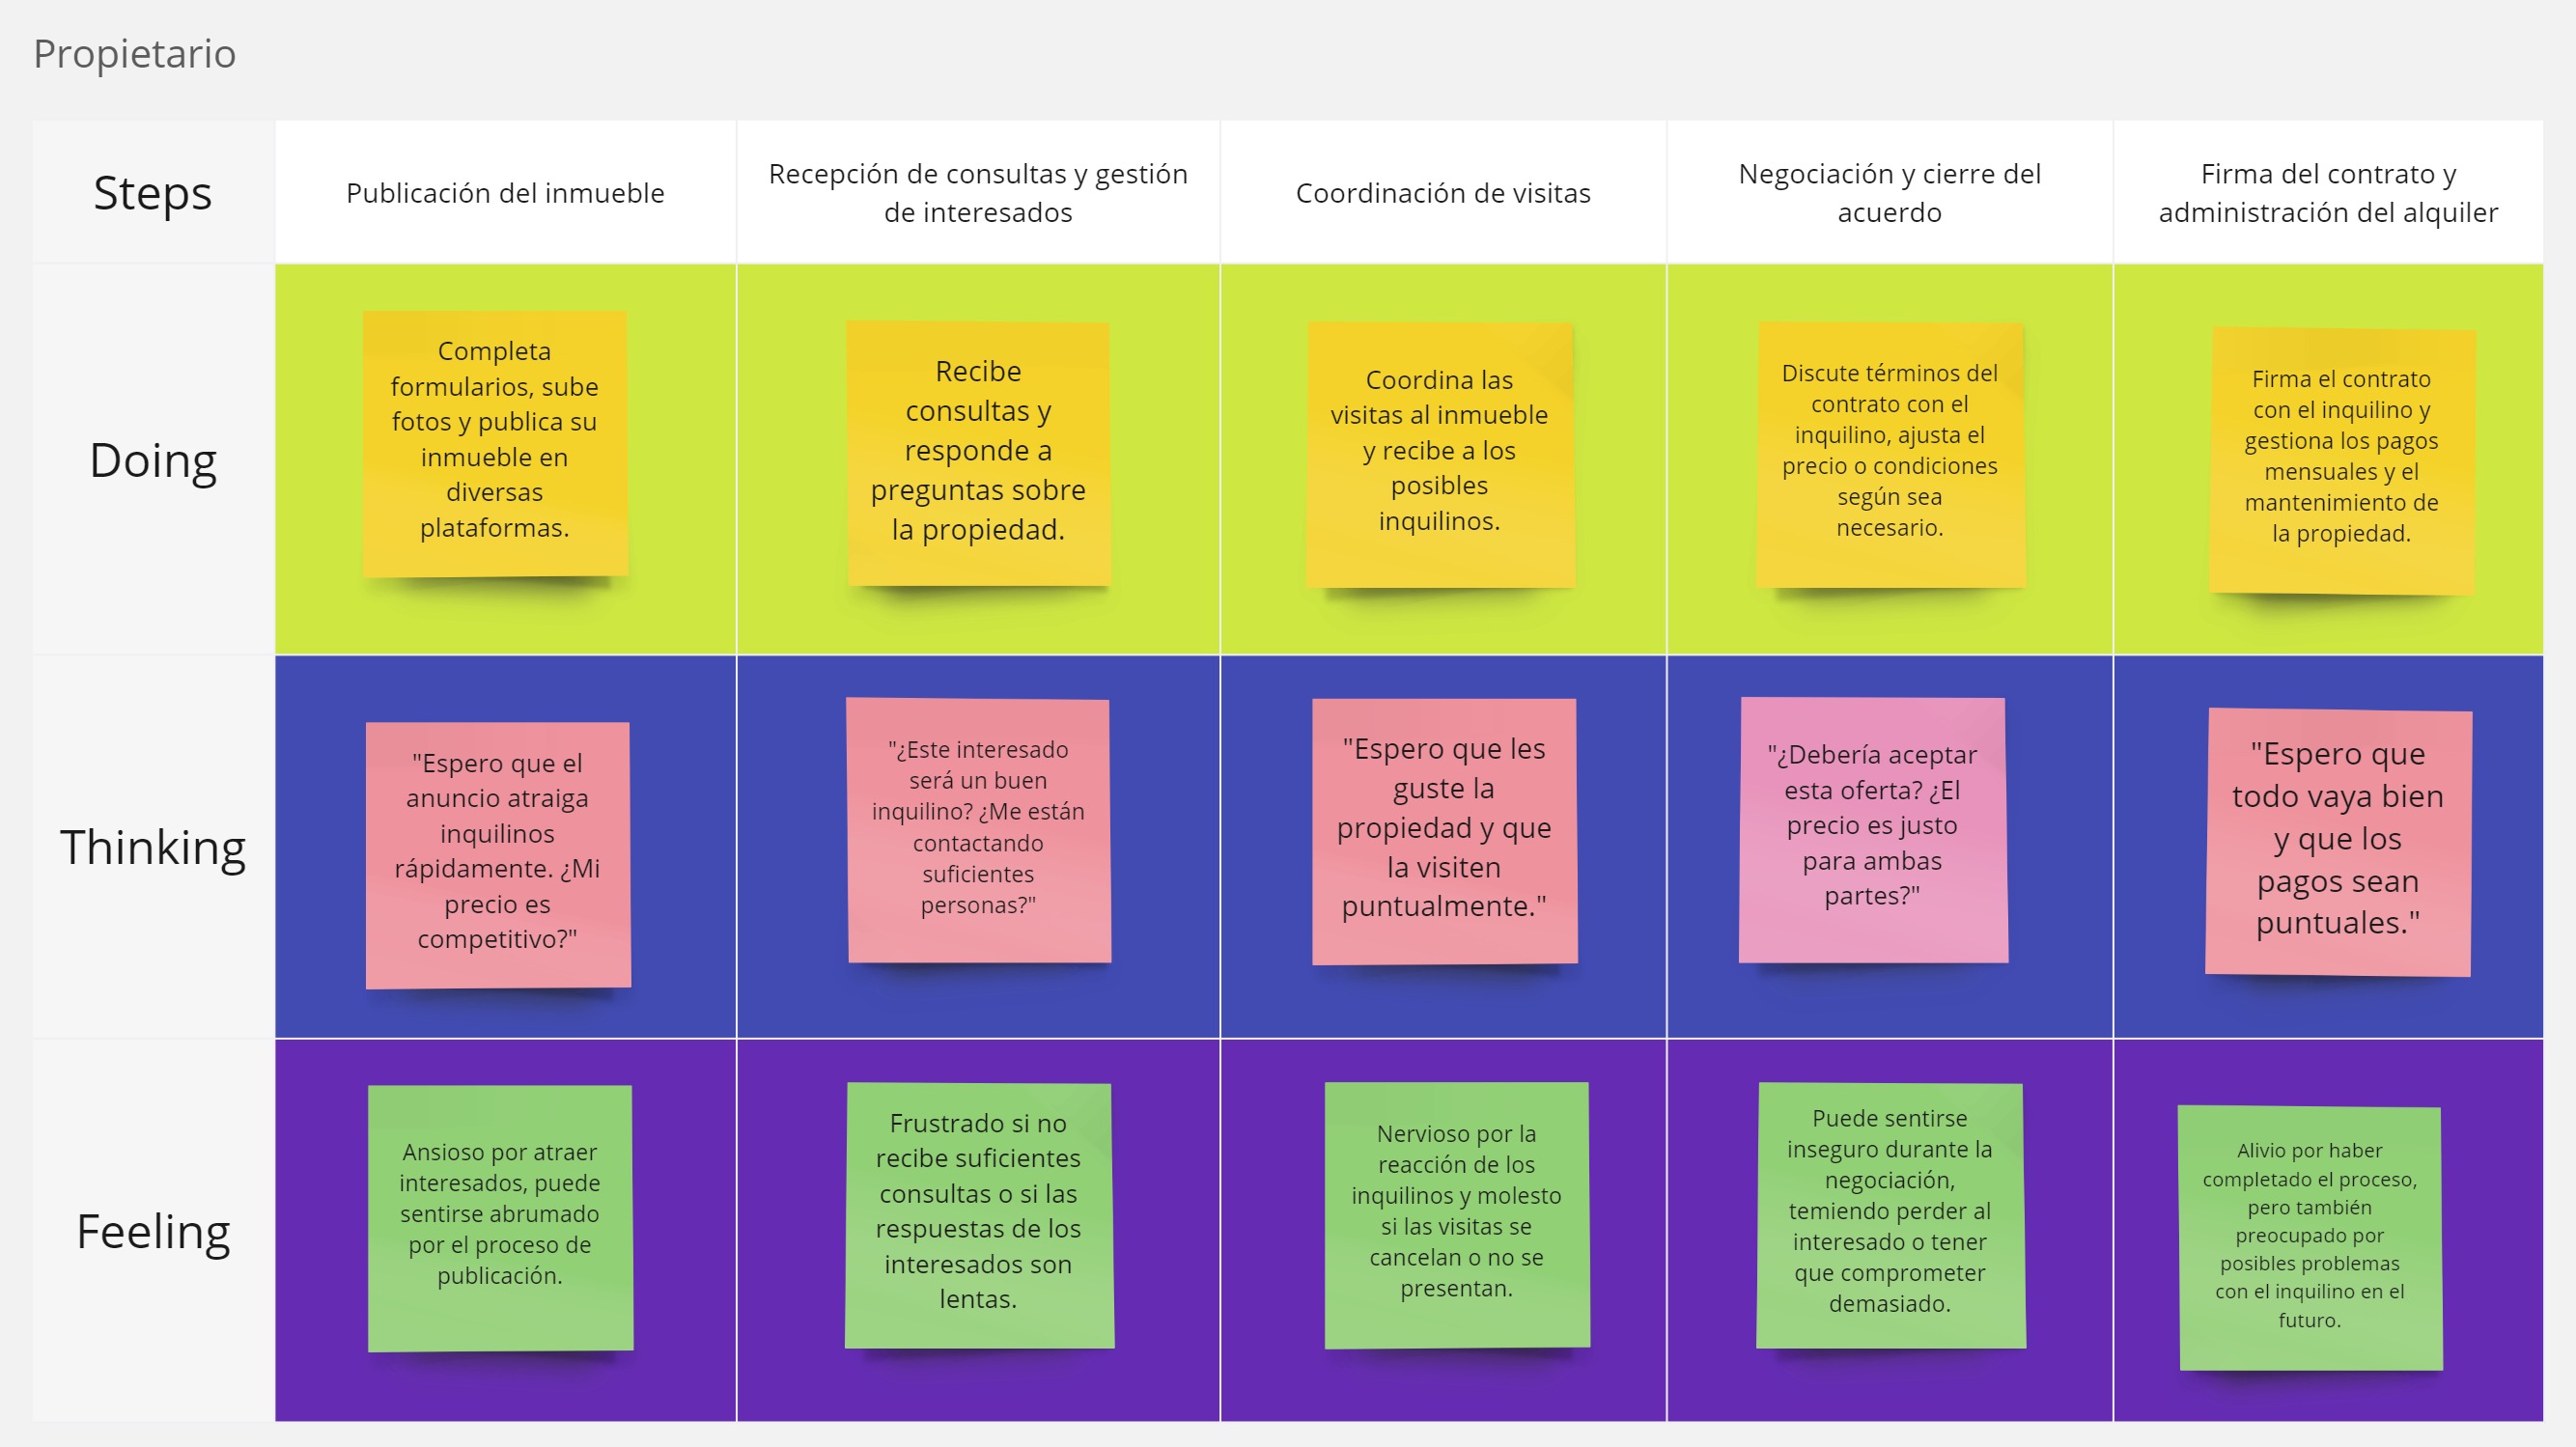 Propietario
Steps
Publicación del inmueble
Recepción de consultas y gestión
de interesados
Coordinación de visitas
Negociación y cierre del
acuerdo
Firma del contrato y
administración del alquiler
Doing
Completa
formularios, sube
fotos y publica su
inmueble en
diversas
plataformas.
Recibe
consultas y
responde a
preguntas sobre
la propiedad.
Coordina las
visitas al inmueble
y recibe a los
posibles
inquilinos.
Discute términos del
contrato con el
inquilino, ajusta el
precio o condiciones
según sea
necesario.
Firma el contrato
con el inquilino y
gestiona los pagos
mensuales y el
mantenimiento de
la propiedad.
Thinking
"Espero que el
anuncio atraiga
inquilinos
rápidamente. ¿Mi
precio es
competitivo?"
"¿Este interesado
será un buen
inquilino? ¿Me están
contactando
suficientes
personas?"
"Espero que les
guste la
propiedad y que
la visiten
puntualmente."
"¿Debería aceptar
esta oferta? ¿El
precio es justo
para ambas
partes?"
"Espero que
todo vaya bien
y que los
pagos sean
puntuales."
Feeling
Ansioso por atraer
interesados, puede
sentirse abrumado
por el proceso de
publicación.
Frustrado si no
recibe suficientes
consultas o si las
respuestas de los
interesados son
lentas.
Nervioso por la
reacción de los
inquilinos y molesto
si las visitas se
cancelan o no se
presentan.
Puede sentirse
inseguro durante la
negociación,
temiendo perder al
interesado o tener
que comprometer
demasiado.
Alivio por haber
completado el proceso,
pero también
preocupado por
posibles problemas
con el inquilino en el
futuro.